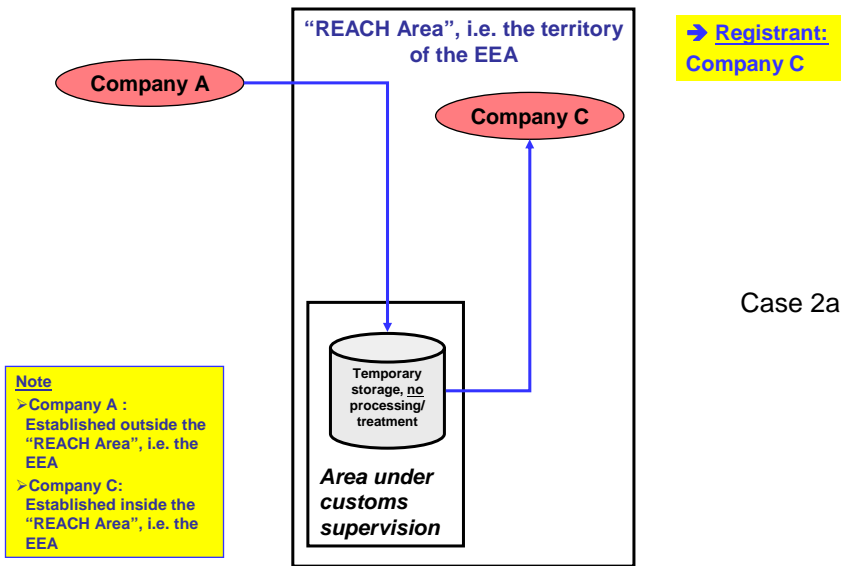 “REACH Area”, i.e. the territory
of the EEA
➔ Registrant:
Company C
Company A
Company C
Case 2a
Temporary
storage, no
processing/
treatment
Area under
customs
supervision
Note
➢Company A :
Established outside the
“REACH Area”, i.e. the
EEA
➢Company C:
Established inside the
“REACH Area”, i.e. the
EEA